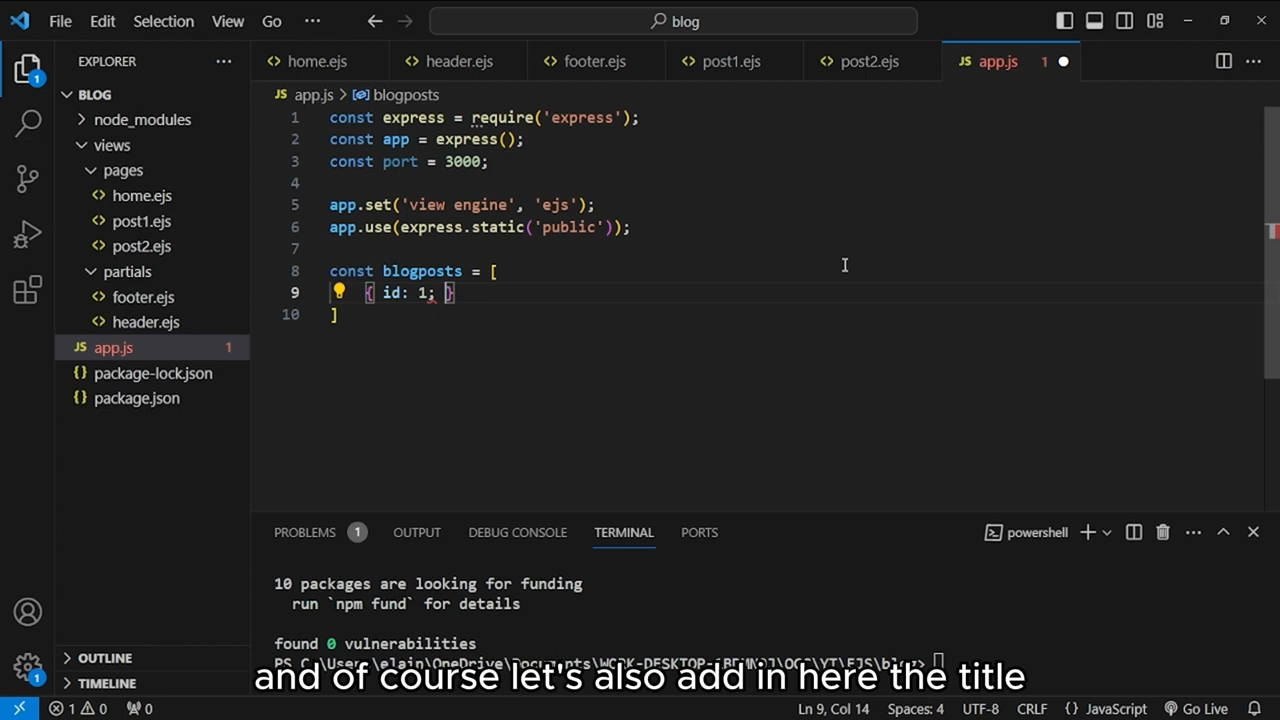 File Edit Selection View Go ··· blog
EXPLORER ···
home.ejs header.ejs footer.ejs post1.ejs post2.ejs JS app.js 1
BLOG
node_modules
views
pages
home.ejs
post1.ejs
post2.ejs
partials
footer.ejs
header.ejs
JS app.js 1
package-lock.json
package.json
OUTLINE
TIMELINE
1
1
JS app.js > blogposts
1 const express = require('express');
2 const app = express();
3 const port = 3000;
4
5 app.set('view engine', 'ejs');
6 app.use(express.static('public'));
7
8 const blogposts = [
9 { id: 1; }
10 ]
PROBLEMS 1 OUTPUT DEBUG CONSOLE TERMINAL PORTS powershell
10 packages are looking for funding
run `npm fund` for details
found 0 vulnerabilities
and of course let's also add in here the title
1 0 0 Ln 9, Col 14 Spaces: 4 UTF-8 CRLF {} JavaScript Go Live